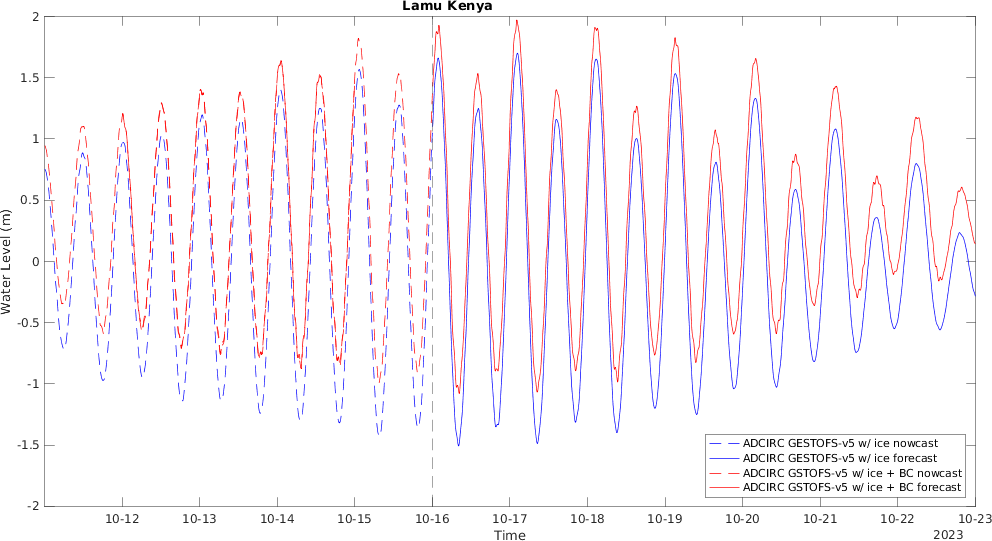 Lamu Kenya
2
1.5
1
0.5
0
-0.5
-1
-1.5
-2
Water Level (m)
10-12 10-13 10-14 10-15 10-16 10-17 10-18 10-19 10-20 10-21 10-22 10-23
Time
2023
ADCIRC GESTOFS-v5 w/ ice nowcast
ADCIRC GESTOFS-v5 w/ ice forecast
ADCIRC GSTOFS-v5 w/ ice + BC nowcast
ADCIRC GSTOFS-v5 w/ ice + BC forecast